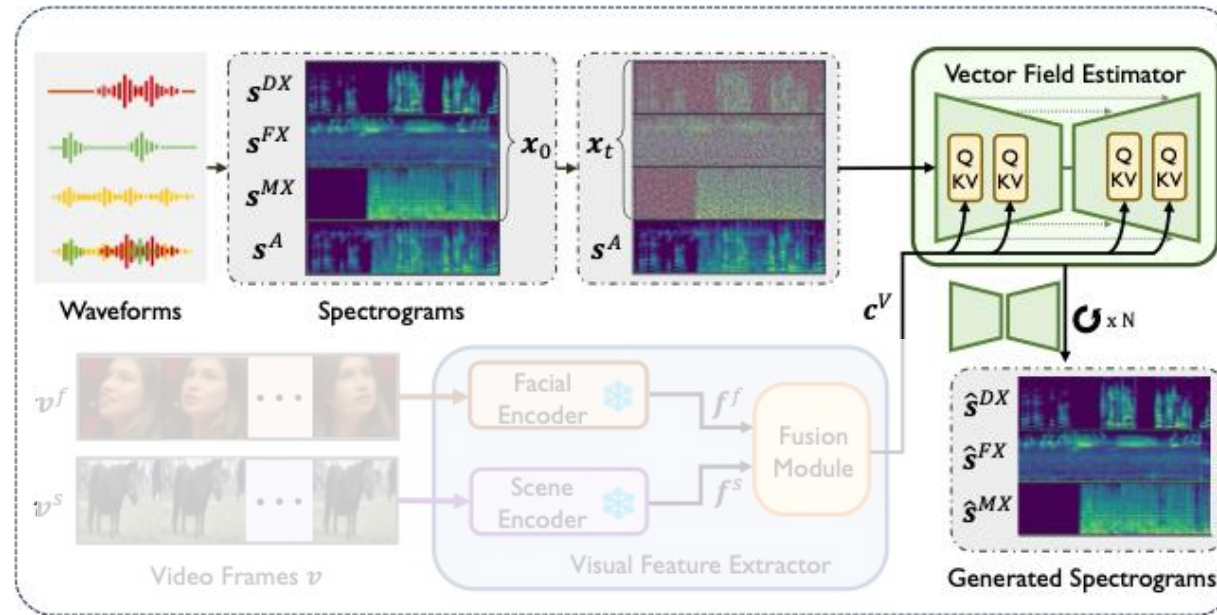 Waveforms
s^DX
s^FX
s^MX
s^A
x_0
Spectrograms
x_t
s^A
Vector Field Estimator
Q
KV
Q
KV
Q
KV
Q
KV
c^V
x N
v^f
v^s
Video Frames v
Facial
Encoder
Scene
Encoder
f^f
f^s
Fusion
Module
Visual Feature Extractor
ŝ^DX
ŝ^FX
ŝ^MX
Generated Spectrograms